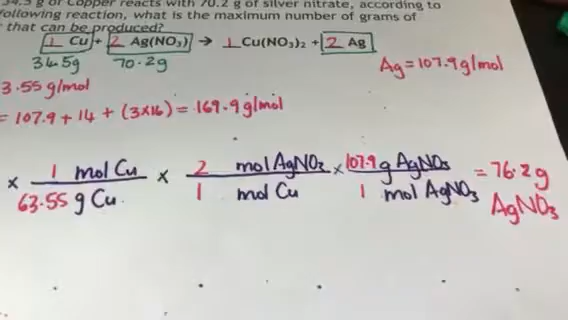 34.5 g of Copper reacts with 70.2 g of silver nitrate, according to
following reaction, what is the maximum number of grams of
that can be produced?
1 Cu + 2 Ag(NO₃) → 1 Cu(NO₃)₂ + 2 Ag
34.5g 70.2g
Ag = 107.9 g/mol
3.55 g/mol
= 107.9 + 14 + (3×16) = 169.9 g/mol
× 1 mol Cu × 2 mol AgNO₃ × 107.9 g AgNO₃ = 76.2 g
63.55 g Cu 1 mol Cu 1 mol AgNO₃ AgNO₃